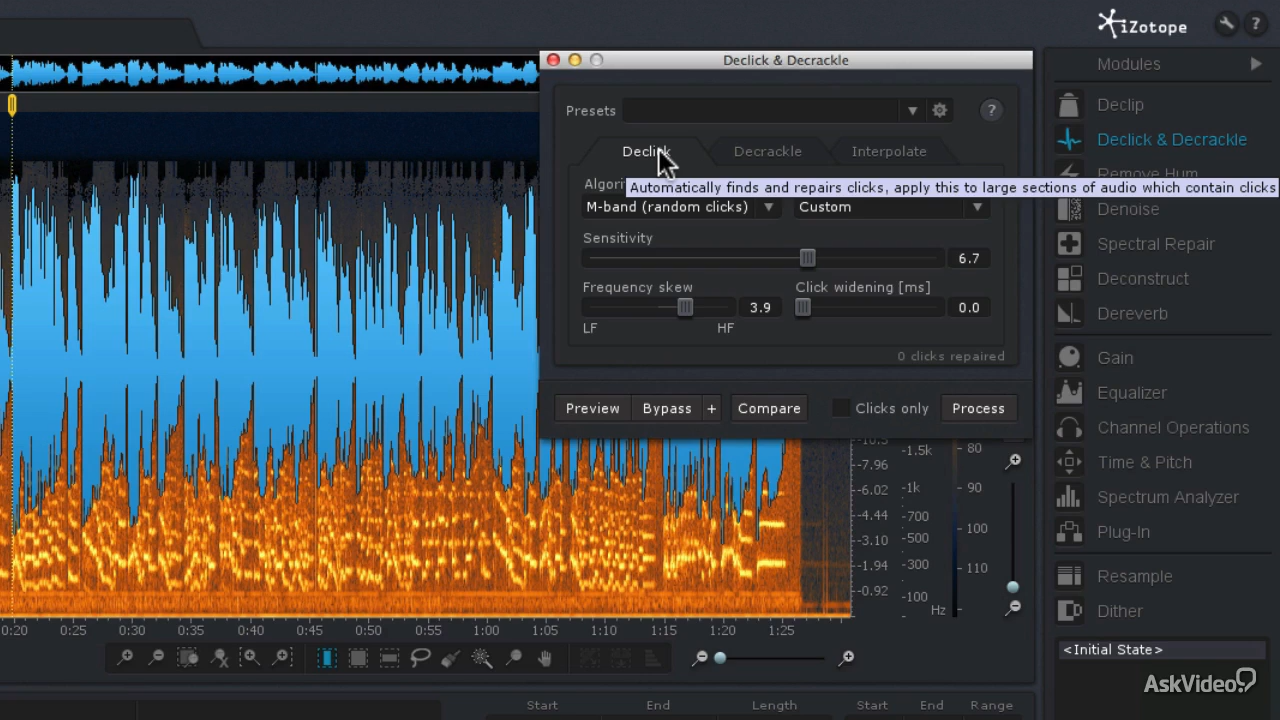 iZotope
?
Declick & Decrackle
Modules
Presets
?
Declip
Declick
Decrackle
Interpolate
Declick & Decrackle
Automatically finds and repairs clicks, apply this to large sections of audio which contain clicks
M-band (random clicks)
Custom
Denoise
Sensitivity
6.7
Spectral Repair
Frequency skew
Click widening [ms]
Deconstruct
3.9
0.0
Dereverb
LF
HF
0 clicks repaired
Gain
Equalizer
Preview
Bypass
+
Compare
Clicks only
Process
Channel Operations
-1.5k
80
-7.96
Time & Pitch
-6.02
-1k
90
Spectrum Analyzer
-4.44
-700
100
-3.10
-500
Plug-In
-1.94
-300
110
Resample
-0.92
-100
Hz
Dither
0:20
0:25
0:30
0:35
0:40
0:45
0:50
0:55
1:00
1:05
1:10
1:15
1:20
1:25
<Initial State>
AskVideo
Start
End
Length
Start
End
Range